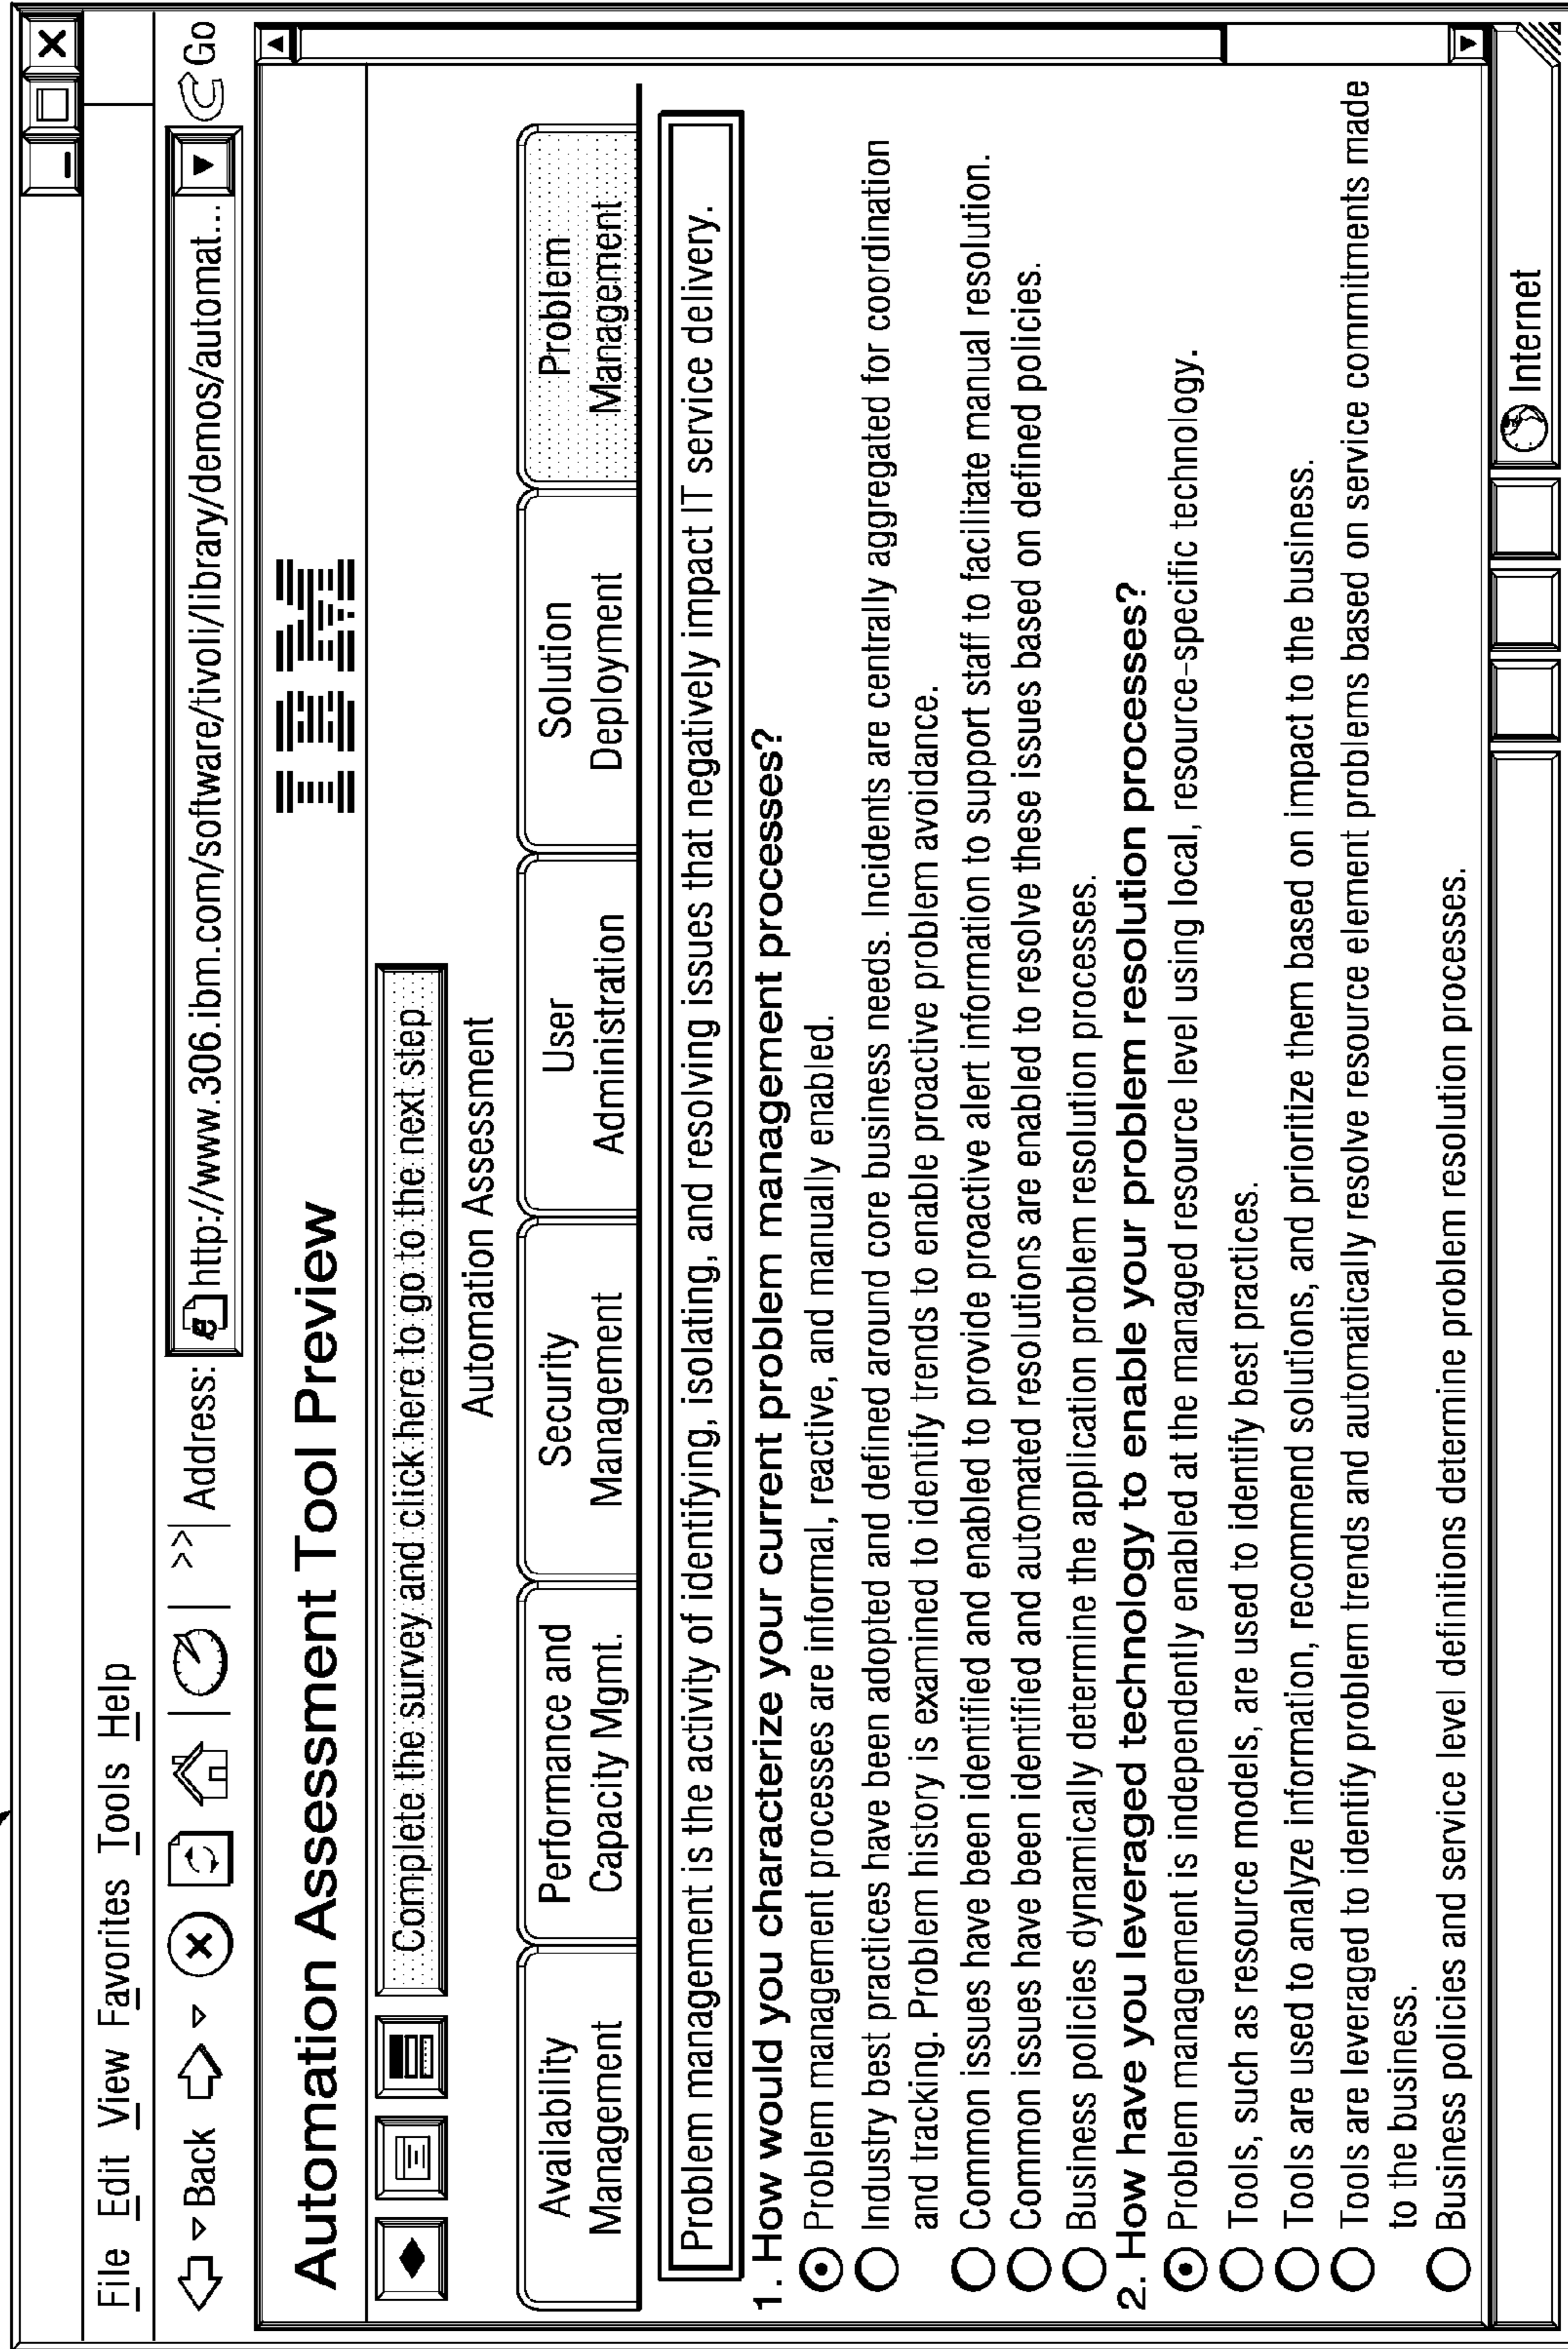 File Edit View Favorites Tools Help
Back >> Address: http://www.306.ibm.com/software/tivoli/library/demos/automat... Go
Automation Assessment Tool Preview IBM
Complete the survey and click here to go to the next step
Automation Assessment
Availability Management
Performance and Capacity Mgmt.
Security Management
User Administration
Solution Deployment
Problem Management
Problem management is the activity of identifying, isolating, and resolving issues that negatively impact IT service delivery.
1. How would you characterize your current problem management processes?
Problem management processes are informal, reactive, and manually enabled.
Industry best practices have been adopted and defined around core business needs. Incidents are centrally aggregated for coordination
and tracking. Problem history is examined to identify trends to enable proactive problem avoidance.
Common issues have been identified and enabled to provide proactive alert information to support staff to facilitate manual resolution.
Common issues have been identified and automated resolutions are enabled to resolve these issues based on defined policies.
Business policies dynamically determine the application problem resolution processes.
2. How have you leveraged technology to enable your problem resolution processes?
Problem management is independently enabled at the managed resource level using local, resource-specific technology.
Tools, such as resource models, are used to identify best practices.
Tools are used to analyze information, recommend solutions, and prioritize them based on impact to the business.
Tools are leveraged to identify problem trends and automatically resolve resource element problems based on service commitments made
to the business.
Business policies and service level definitions determine problem resolution processes.
Internet